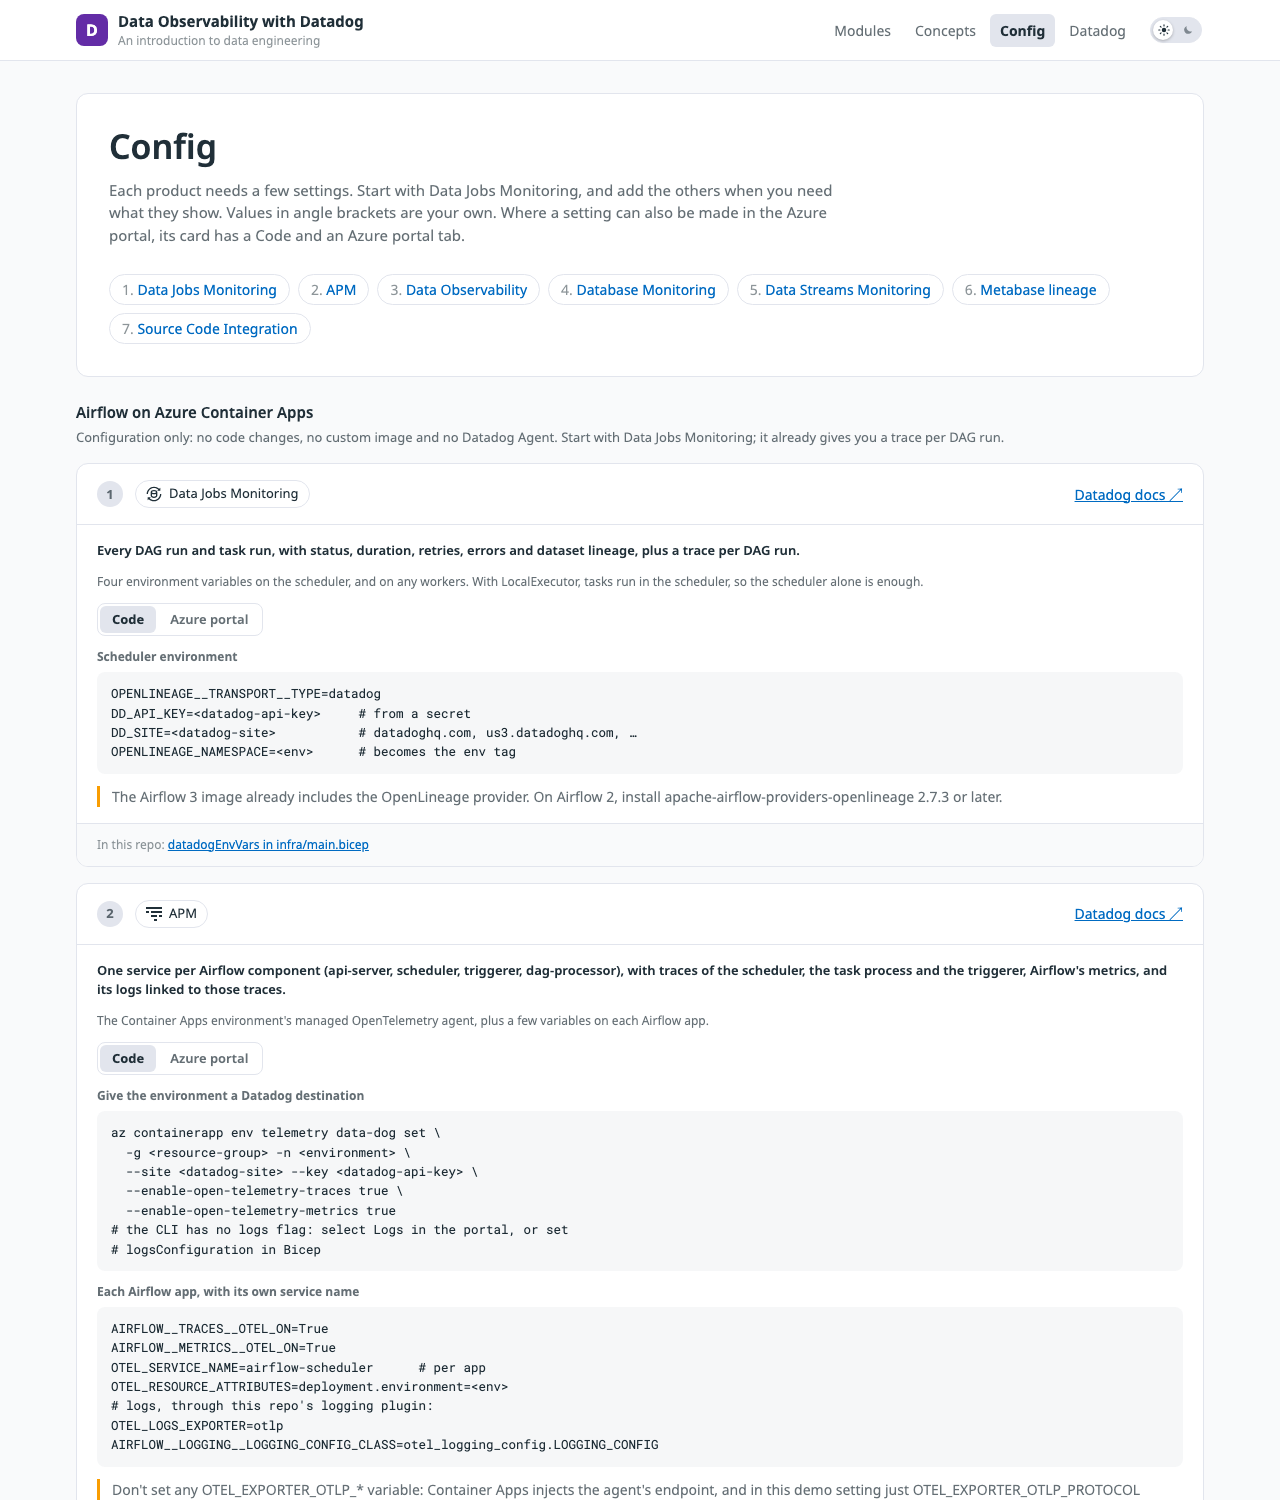 D
Data Observability with Datadog
An introduction to data engineering
Modules
Concepts
Config
Datadog
Config
Each product needs a few settings. Start with Data Jobs Monitoring, and add the others when you need
what they show. Values in angle brackets are your own. Where a setting can also be made in the Azure
portal, its card has a Code and an Azure portal tab.
1. Data Jobs Monitoring
2. APM
3. Data Observability
4. Database Monitoring
5. Data Streams Monitoring
6. Metabase lineage
7. Source Code Integration
Airflow on Azure Container Apps
Configuration only: no code changes, no custom image and no Datadog Agent. Start with Data Jobs Monitoring; it already gives you a trace per DAG run.
1
Data Jobs Monitoring
Datadog docs ↗
Every DAG run and task run, with status, duration, retries, errors and dataset lineage, plus a trace per DAG run.
Four environment variables on the scheduler, and on any workers. With LocalExecutor, tasks run in the scheduler, so the scheduler alone is enough.
Code
Azure portal
Scheduler environment
OPENLINEAGE__TRANSPORT__TYPE=datadog
DD_API_KEY=<datadog-api-key>     # from a secret
DD_SITE=<datadog-site>           # datadoghq.com, us3.datadoghq.com, …
OPENLINEAGE_NAMESPACE=<env>      # becomes the env tag
The Airflow 3 image already includes the OpenLineage provider. On Airflow 2, install apache-airflow-providers-openlineage 2.7.3 or later.
In this repo: datadogEnvVars in infra/main.bicep
2
APM
Datadog docs ↗
One service per Airflow component (api-server, scheduler, triggerer, dag-processor), with traces of the scheduler, the task process and the triggerer, Airflow's metrics, and
its logs linked to those traces.
The Container Apps environment's managed OpenTelemetry agent, plus a few variables on each Airflow app.
Code
Azure portal
Give the environment a Datadog destination
az containerapp env telemetry data-dog set \
  -g <resource-group> -n <environment> \
  --site <datadog-site> --key <datadog-api-key> \
  --enable-open-telemetry-traces true \
  --enable-open-telemetry-metrics true
# the CLI has no logs flag: select Logs in the portal, or set
# logsConfiguration in Bicep
Each Airflow app, with its own service name
AIRFLOW__TRACES__OTEL_ON=True
AIRFLOW__METRICS__OTEL_ON=True
OTEL_SERVICE_NAME=airflow-scheduler      # per app
OTEL_RESOURCE_ATTRIBUTES=deployment.environment=<env>
# logs, through this repo's logging plugin:
OTEL_LOGS_EXPORTER=otlp
AIRFLOW__LOGGING__LOGGING_CONFIG_CLASS=otel_logging_config.LOGGING_CONFIG
Don't set any OTEL_EXPORTER_OTLP_* variable: Container Apps injects the agent's endpoint, and in this demo setting just OTEL_EXPORTER_OTLP_PROTOCOL